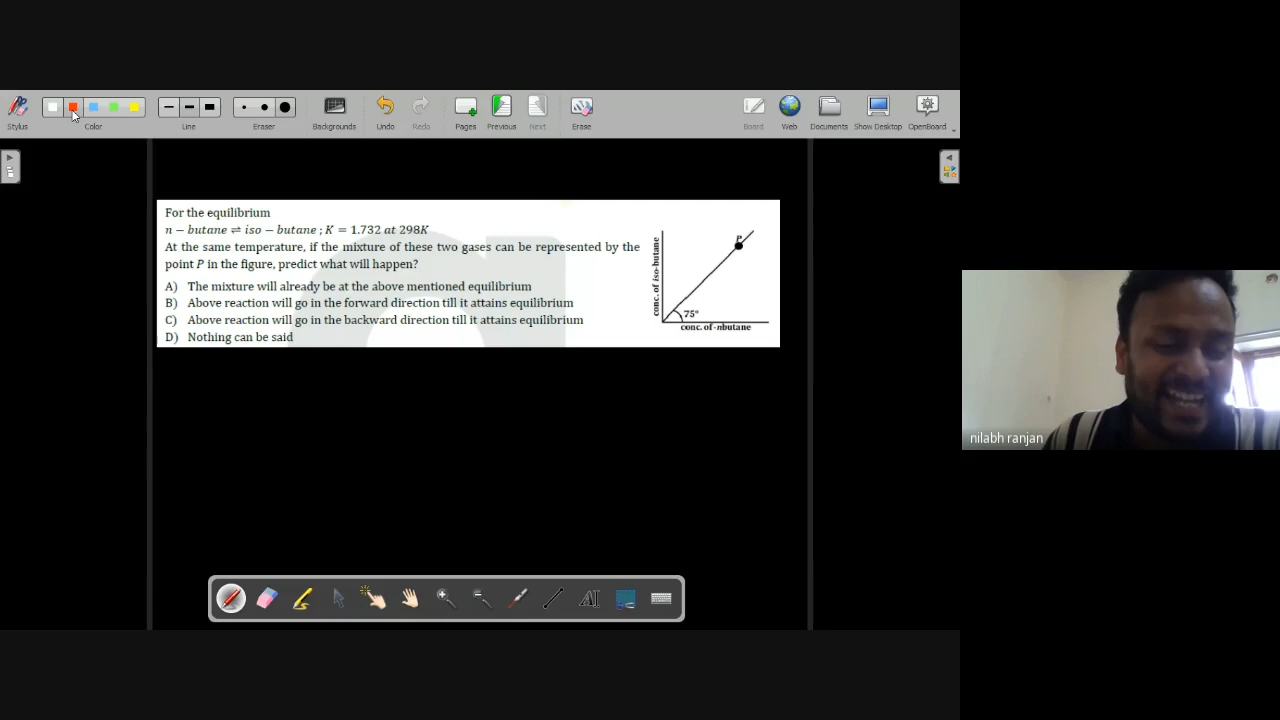 Stylus
Color
Line
Eraser
Backgrounds
Undo
Redo
Pages
Previous
Next
Erase
Board
Web
Documents
Show Desktop
OpenBoard
For the equilibrium
n − butane ⇌ iso − butane ; K = 1.732 at 298K
At the same temperature, if the mixture of these two gases can be represented by the
point P in the figure, predict what will happen?
A) The mixture will already be at the above mentioned equilibrium
B) Above reaction will go in the forward direction till it attains equilibrium
C) Above reaction will go in the backward direction till it attains equilibrium
D) Nothing can be said
conc. of iso-butane
P
75°
conc. of -nbutane
AI
nilabh ranjan